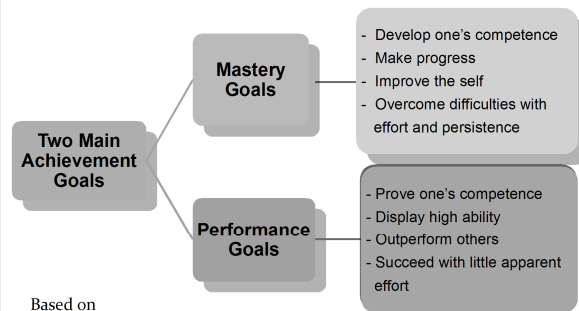 Two Main
Achievement
Goals
Mastery
Goals
- Develop one's competence
- Make progress
- Improve the self
- Overcome difficulties with
effort and persistence
Performance
Goals
- Prove one's competence
- Display high ability
- Outperform others
- Succeed with little apparent
effort
Based on